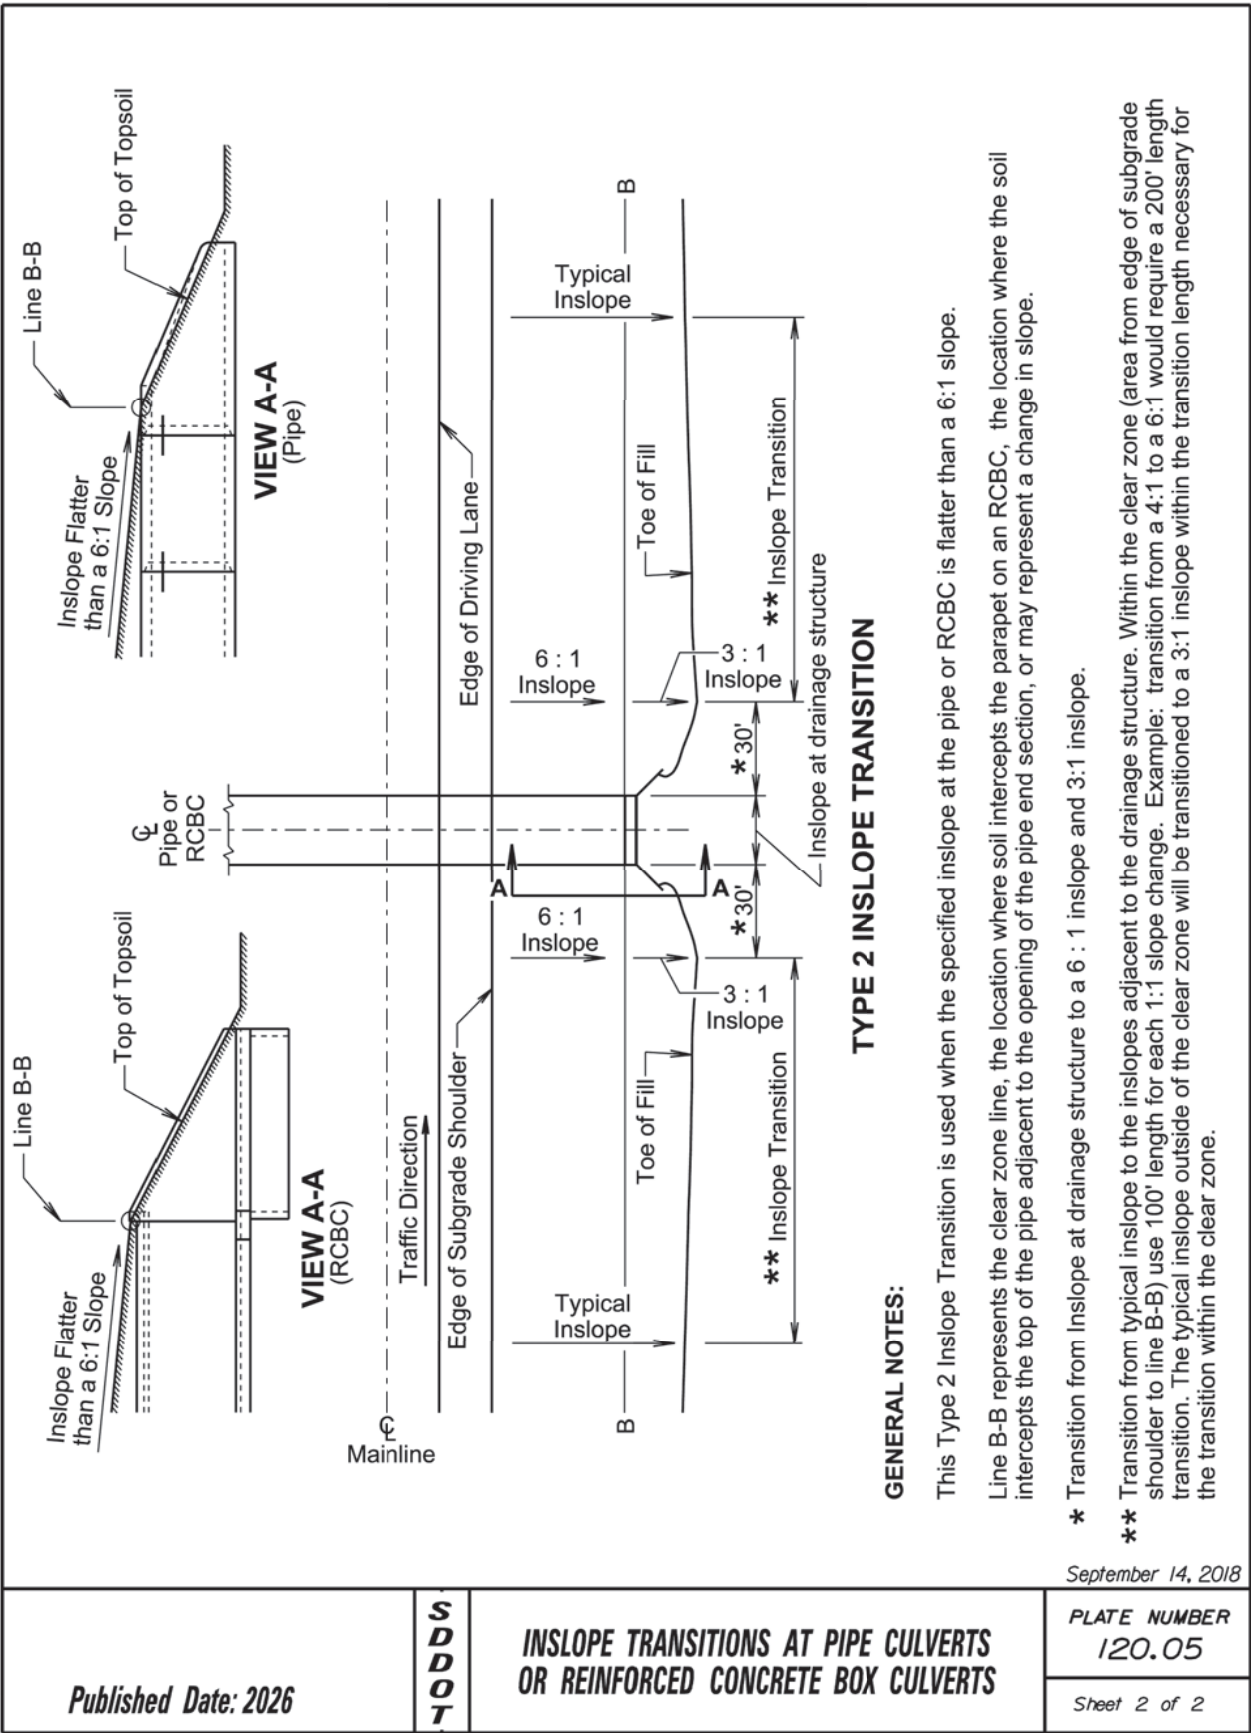 Line B-B
Inslope Flatter
than a 6:1 Slope
Top of Topsoil
VIEW A-A
(RCBC)
Line B-B
Inslope Flatter
than a 6:1 Slope
Top of Topsoil
VIEW A-A
(Pipe)
℄
Pipe or
RCBC
℄
Mainline
Traffic Direction
Edge of Driving Lane
Edge of Subgrade Shoulder
A
A
Typical
Inslope
6 : 1
Inslope
6 : 1
Inslope
Typical
Inslope
B
B
Toe of Fill
Toe of Fill
3 : 1
Inslope
3 : 1
Inslope
* 30'
* 30'
** Inslope Transition
** Inslope Transition
Inslope at drainage structure
TYPE 2 INSLOPE TRANSITION
GENERAL NOTES:
This Type 2 Inslope Transition is used when the specified inslope at the pipe or RCBC is flatter than a 6:1 slope.
Line B-B represents the clear zone line, the location where soil intercepts the parapet on an RCBC, the location where the soil
intercepts the top of the pipe adjacent to the opening of the pipe end section, or may represent a change in slope.
* Transition from Inslope at drainage structure to a 6 : 1 inslope and 3:1 inslope.
** Transition from typical inslope to the inslopes adjacent to the drainage structure. Within the clear zone (area from edge of subgrade
shoulder to line B-B) use 100' length for each 1:1 slope change. Example: transition from a 4:1 to a 6:1 would require a 200' length
transition. The typical inslope outside of the clear zone will be transitioned to a 3:1 inslope within the transition length necessary for
the transition within the clear zone.
September 14, 2018
Published Date: 2026
SDDOT
INSLOPE TRANSITIONS AT PIPE CULVERTS
OR REINFORCED CONCRETE BOX CULVERTS
PLATE NUMBER
120.05
Sheet 2 of 2